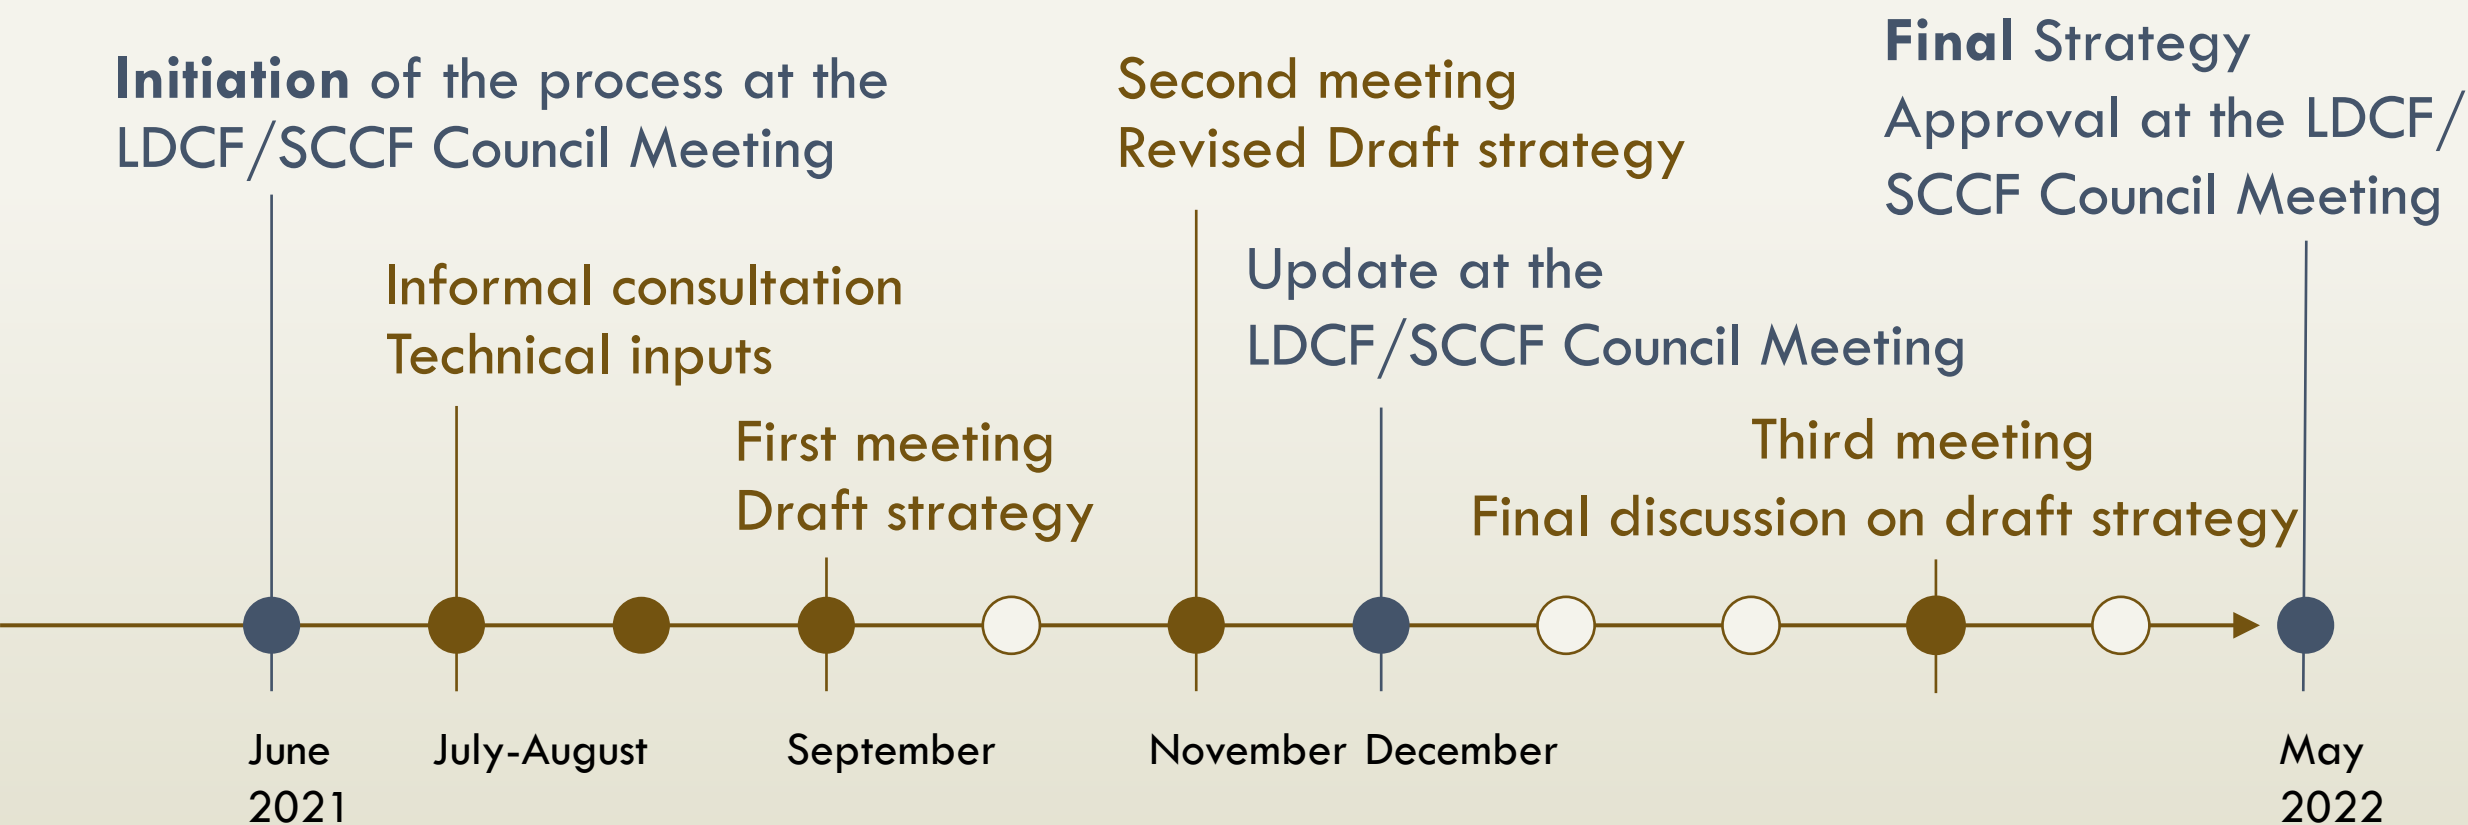 Initiation of the process at the
LDCF/SCCF Council Meeting
Informal consultation
Technical inputs
First meeting
Draft strategy
Second meeting
Revised Draft strategy
Update at the
LDCF/SCCF Council Meeting
Third meeting
Final discussion on draft strategy
Final Strategy
Approval at the LDCF/
SCCF Council Meeting
June
2021
July-August
September
November
December
May
2022